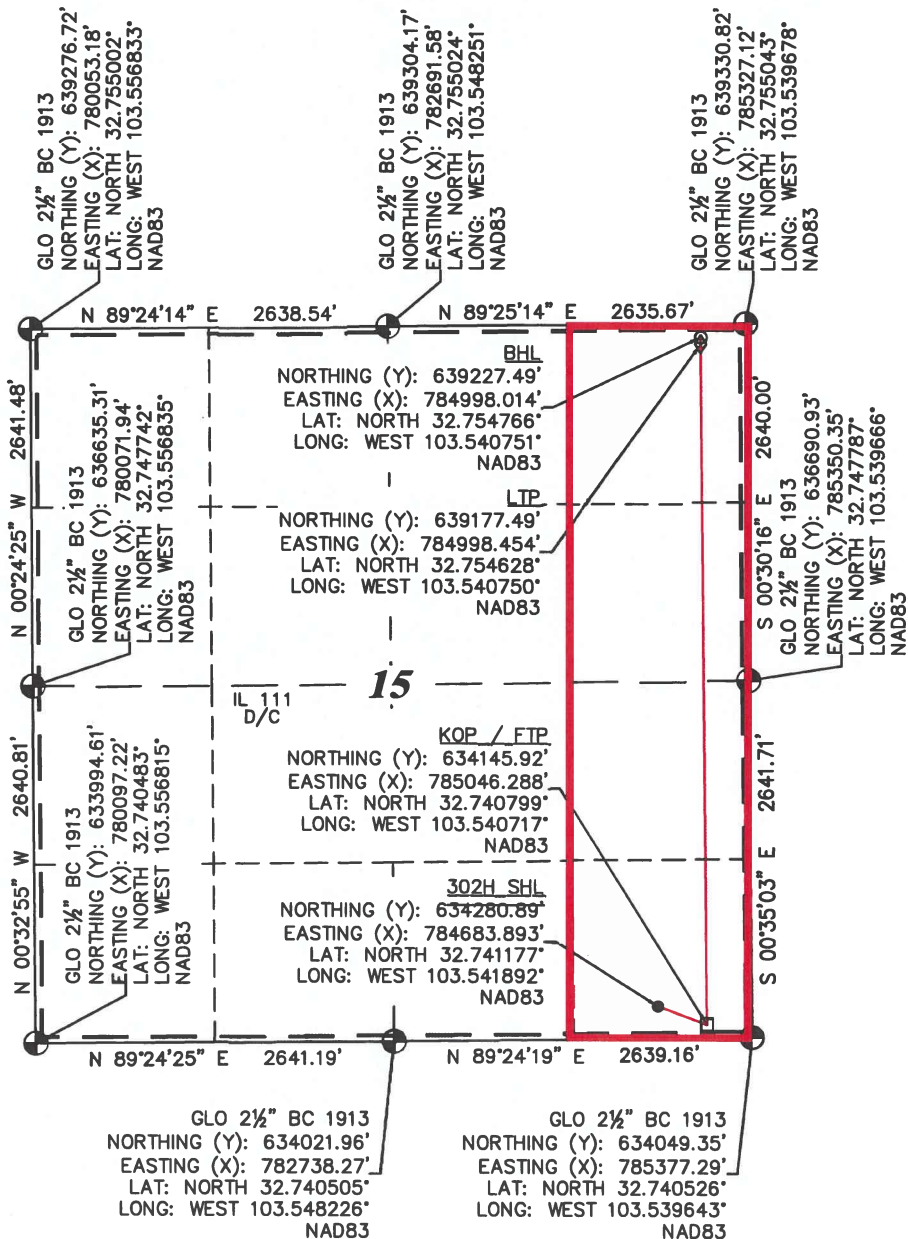 GLO 2½" BC 1913
NORTHING (Y): 639276.72'
EASTING (X): 780053.18'
LAT: NORTH 32.755002°
LONG: WEST 103.556833°
NAD83
GLO 2½" BC 1913
NORTHING (Y): 639304.17'
EASTING (X): 782691.58'
LAT: NORTH 32.755024°
LONG: WEST 103.548251°
NAD83
GLO 2½" BC 1913
NORTHING (Y): 639330.82'
EASTING (X): 785327.12'
LAT: NORTH 32.755043°
LONG: WEST 103.539678°
NAD83
N 89°24'14" E 2638.54'
N 89°25'14" E 2635.67'
N 00°24'25" W 2641.48'
GLO 2½" BC 1913
NORTHING (Y): 636635.31'
EASTING (X): 780071.94'
LAT: NORTH 32.747742°
LONG: WEST 103.556835°
NAD83
BHL
NORTHING (Y): 639227.49'
EASTING (X): 784998.014'
LAT: NORTH 32.754766°
LONG: WEST 103.540751°
NAD83
LTP
NORTHING (Y): 639177.49'
EASTING (X): 784998.454'
LAT: NORTH 32.754628°
LONG: WEST 103.540750°
NAD83
S 00°30'16" E 2640.00'
GLO 2½" BC 1913
NORTHING (Y): 636690.93'
EASTING (X): 785350.35'
LAT: NORTH 32.747787°
LONG: WEST 103.539666°
NAD83
15
IL 111
D/C
N 00°32'55" W 2640.81'
GLO 2½" BC 1913
NORTHING (Y): 633994.61'
EASTING (X): 780097.22'
LAT: NORTH 32.740483°
LONG: WEST 103.556815°
NAD83
KOP / FTP
NORTHING (Y): 634145.92'
EASTING (X): 785046.288'
LAT: NORTH 32.740799°
LONG: WEST 103.540717°
NAD83
302H SHL
NORTHING (Y): 634280.89'
EASTING (X): 784683.893'
LAT: NORTH 32.741177°
LONG: WEST 103.541892°
NAD83
S 00°35'03" E 2641.71'
N 89°24'25" E 2641.19'
N 89°24'19" E 2639.16'
GLO 2½" BC 1913
NORTHING (Y): 634021.96'
EASTING (X): 782738.27'
LAT: NORTH 32.740505°
LONG: WEST 103.548226°
NAD83
GLO 2½" BC 1913
NORTHING (Y): 634049.35'
EASTING (X): 785377.29'
LAT: NORTH 32.740526°
LONG: WEST 103.539643°
NAD83